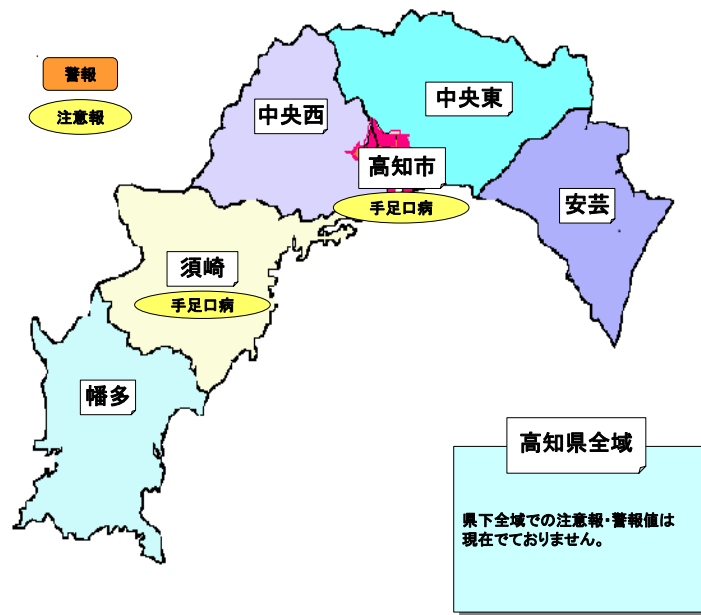 警報
注意報
中央西
中央東
高知市
手足口病
安芸
須崎
手足口病
幡多
高知県全域
県下全域での注意報・警報値は
現在でておりません。